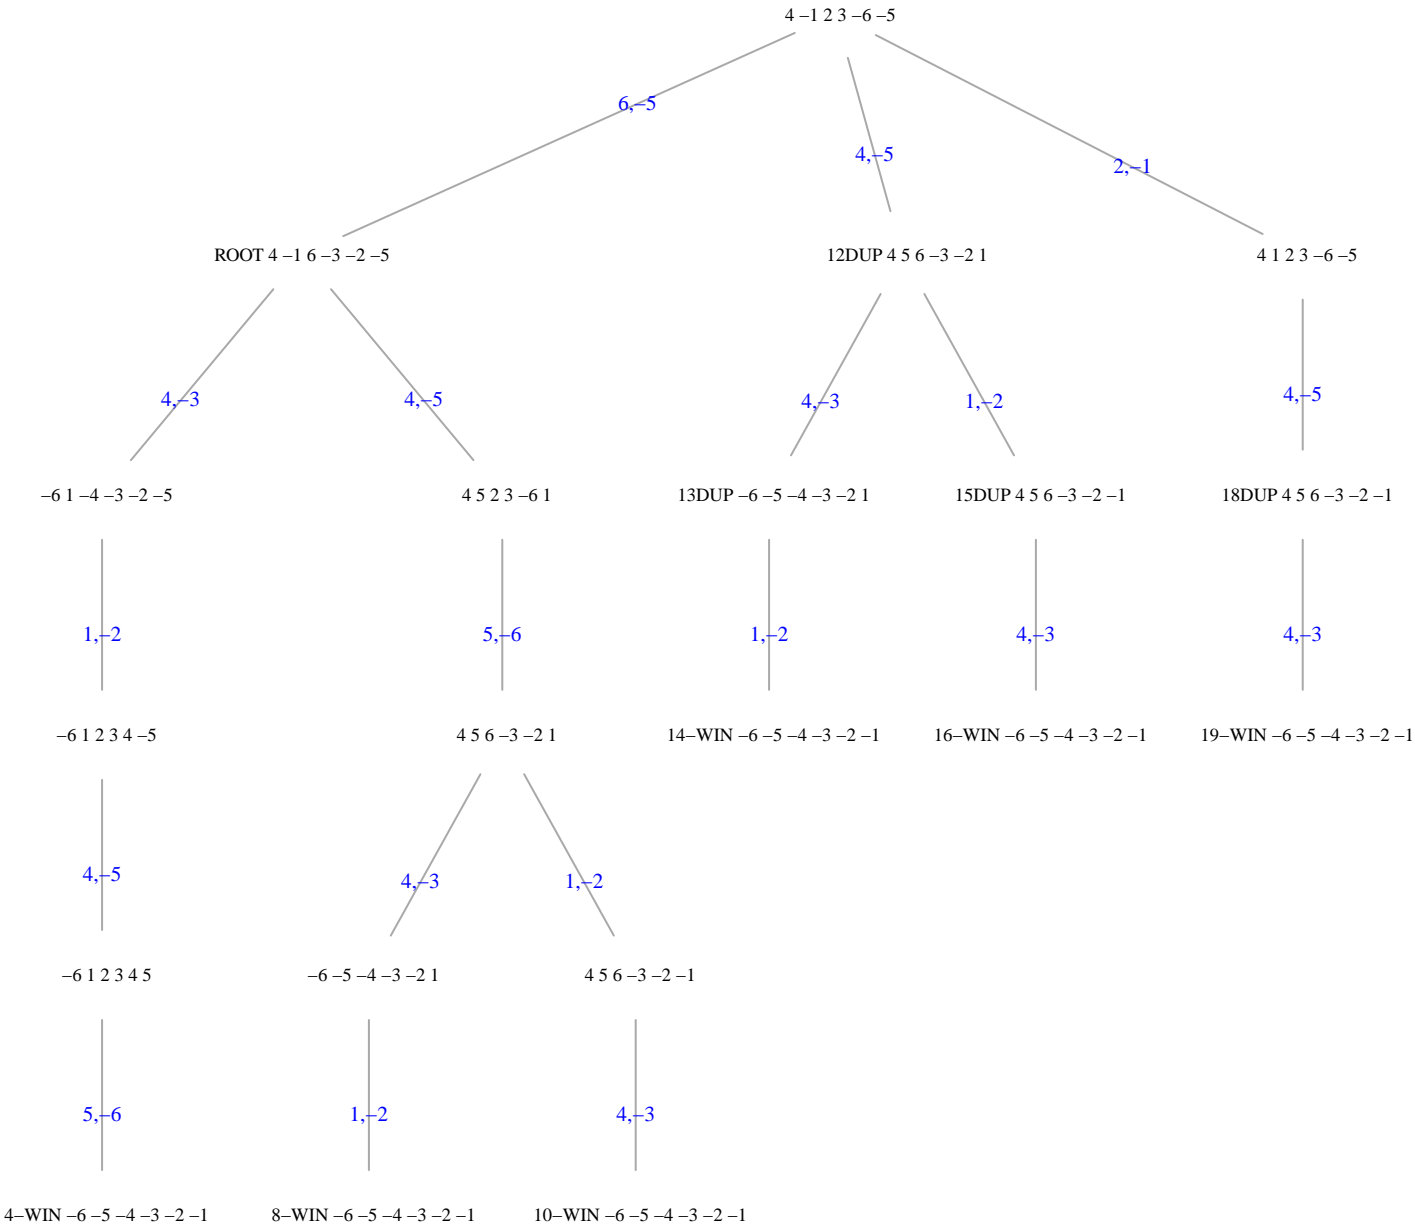 4 –1 2 3 –6 –5
6,–5
4,–5
2,–1
ROOT 4 –1 6 –3 –2 –5
12DUP 4 5 6 –3 –2 1
4 1 2 3 –6 –5
4,–3
4,–5
4,–3
1,–2
4,–5
–6 1 –4 –3 –2 –5
4 5 2 3 –6 1
13DUP –6 –5 –4 –3 –2 1
15DUP 4 5 6 –3 –2 –1
18DUP 4 5 6 –3 –2 –1
1,–2
5,–6
1,–2
4,–3
4,–3
–6 1 2 3 4 –5
4 5 6 –3 –2 1
14–WIN –6 –5 –4 –3 –2 –1
16–WIN –6 –5 –4 –3 –2 –1
19–WIN –6 –5 –4 –3 –2 –1
4,–5
4,–3
1,–2
–6 1 2 3 4 5
–6 –5 –4 –3 –2 1
4 5 6 –3 –2 –1
5,–6
1,–2
4,–3
4–WIN –6 –5 –4 –3 –2 –1
8–WIN –6 –5 –4 –3 –2 –1
10–WIN –6 –5 –4 –3 –2 –1